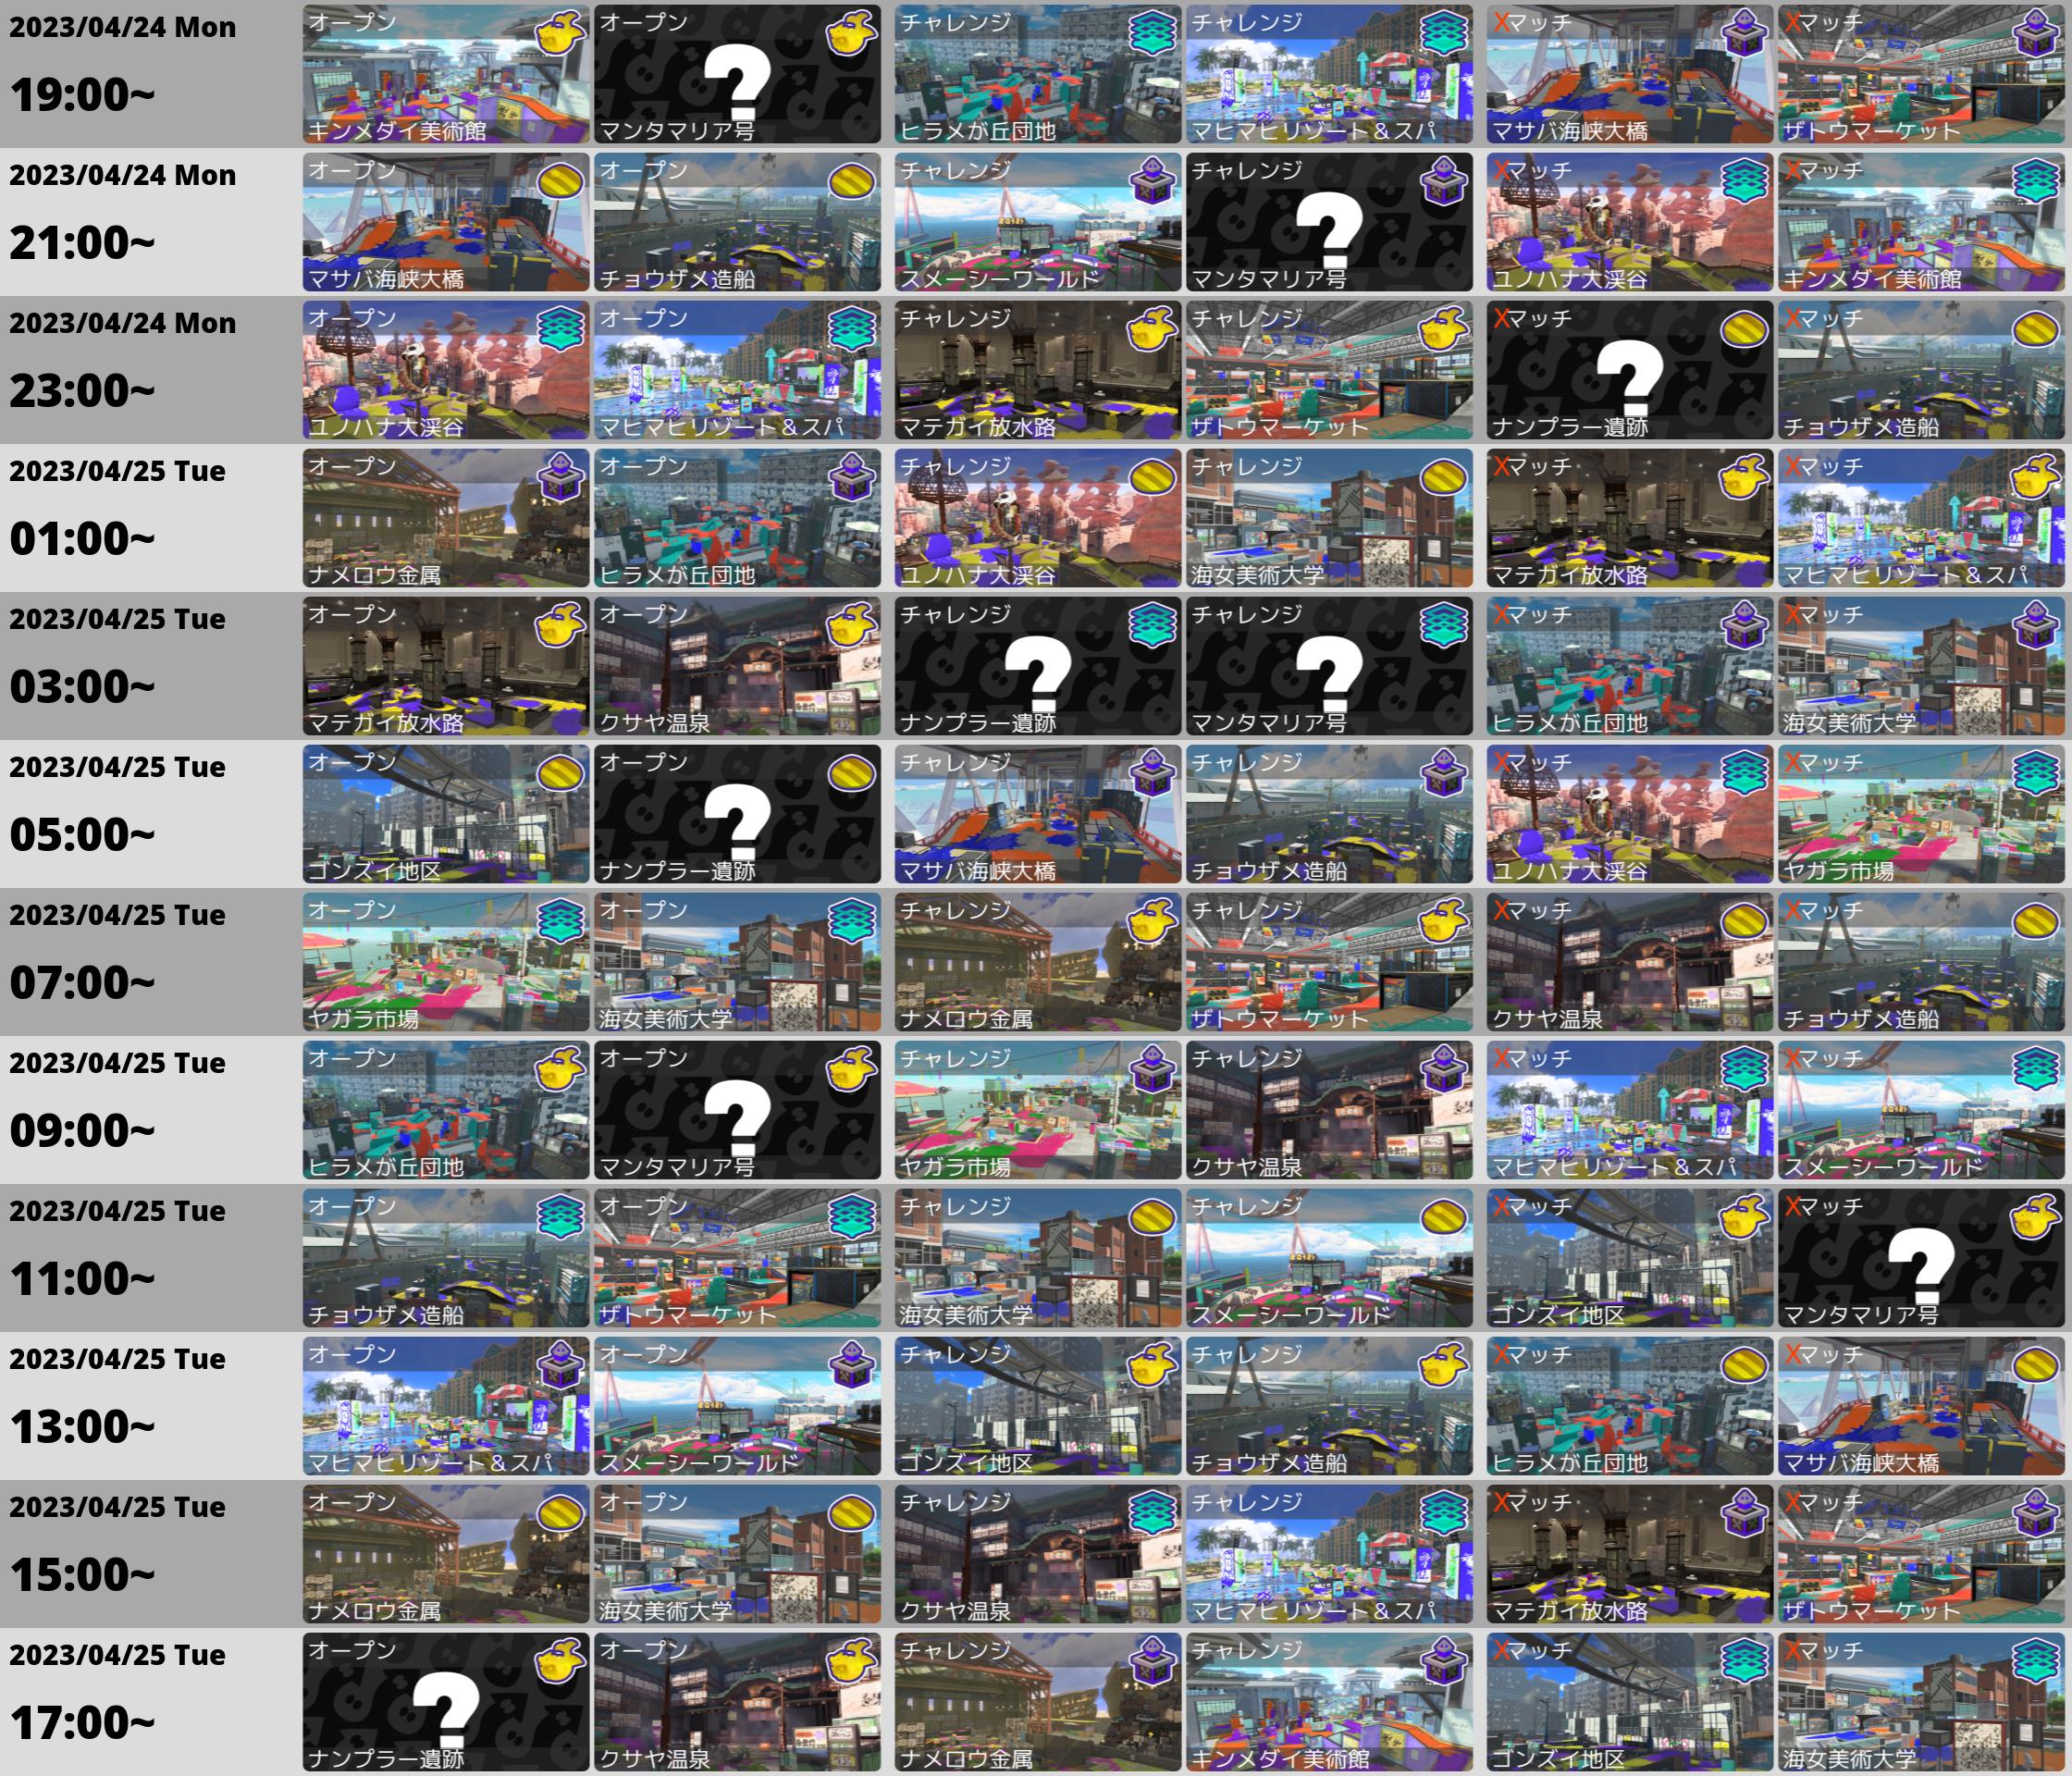 2023/04/24 Mon
19:00~
オープン オープン チャレンジ チャレンジ Xマッチ Xマッチ
キンメダイ美術館 マンタマリア号 ヒラメが丘団地 マヒマヒリゾート&スパ マサバ海峡大橋 ザトウマーケット
2023/04/24 Mon
21:00~
オープン オープン チャレンジ チャレンジ Xマッチ Xマッチ
マサバ海峡大橋 チョウザメ造船 スメーシーワールド マンタマリア号 ユノハナ大渓谷 キンメダイ美術館
2023/04/24 Mon
23:00~
オープン オープン チャレンジ チャレンジ Xマッチ Xマッチ
ユノハナ大渓谷 マヒマヒリゾート&スパ マテガイ放水路 ザトウマーケット ナンプラー遺跡 チョウザメ造船
2023/04/25 Tue
01:00~
オープン オープン チャレンジ チャレンジ Xマッチ Xマッチ
ナメロウ金属 ヒラメが丘団地 ユノハナ大渓谷 海女美術大学 マテガイ放水路 マヒマヒリゾート&スパ
2023/04/25 Tue
03:00~
オープン オープン チャレンジ チャレンジ Xマッチ Xマッチ
マテガイ放水路 クサヤ温泉 ナンプラー遺跡 マンタマリア号 ヒラメが丘団地 海女美術大学
2023/04/25 Tue
05:00~
オープン オープン チャレンジ チャレンジ Xマッチ Xマッチ
ゴンズイ地区 ナンプラー遺跡 マサバ海峡大橋 チョウザメ造船 ユノハナ大渓谷 ヤガラ市場
2023/04/25 Tue
07:00~
オープン オープン チャレンジ チャレンジ Xマッチ Xマッチ
ヤガラ市場 海女美術大学 ナメロウ金属 ザトウマーケット クサヤ温泉 チョウザメ造船
2023/04/25 Tue
09:00~
オープン オープン チャレンジ チャレンジ Xマッチ Xマッチ
ヒラメが丘団地 マンタマリア号 ヤガラ市場 クサヤ温泉 マヒマヒリゾート&スパ スメーシーワールド
2023/04/25 Tue
11:00~
オープン オープン チャレンジ チャレンジ Xマッチ Xマッチ
チョウザメ造船 ザトウマーケット 海女美術大学 スメーシーワールド ゴンズイ地区 マンタマリア号
2023/04/25 Tue
13:00~
オープン オープン チャレンジ チャレンジ Xマッチ Xマッチ
マヒマヒリゾート&スパ スメーシーワールド ゴンズイ地区 チョウザメ造船 ヒラメが丘団地 マサバ海峡大橋
2023/04/25 Tue
15:00~
オープン オープン チャレンジ チャレンジ Xマッチ Xマッチ
ナメロウ金属 海女美術大学 クサヤ温泉 マヒマヒリゾート&スパ マテガイ放水路 ザトウマーケット
2023/04/25 Tue
17:00~
オープン オープン チャレンジ チャレンジ Xマッチ Xマッチ
ナンプラー遺跡 クサヤ温泉 ナメロウ金属 キンメダイ美術館 ゴンズイ地区 海女美術大学